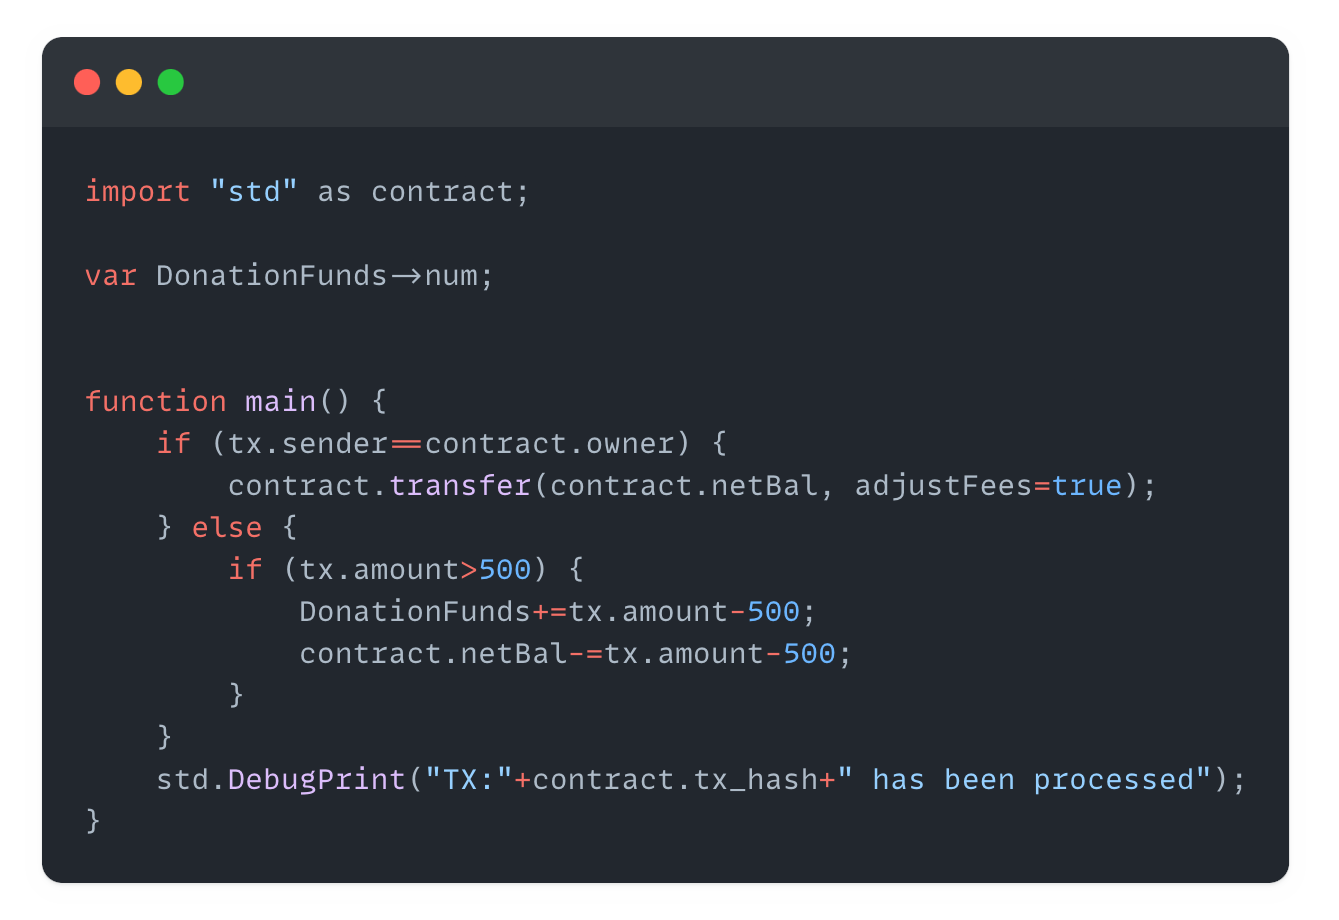 import "std" as contract;
var DonationFunds->num;
function main() {
    if (tx.sender==contract.owner) {
        contract.transfer(contract.netBal, adjustFees=true);
    } else {
        if (tx.amount>500) {
            DonationFunds+=tx.amount-500;
            contract.netBal-=tx.amount-500;
        }
    }
    std.DebugPrint("TX:"+contract.tx_hash+" has been processed");
}